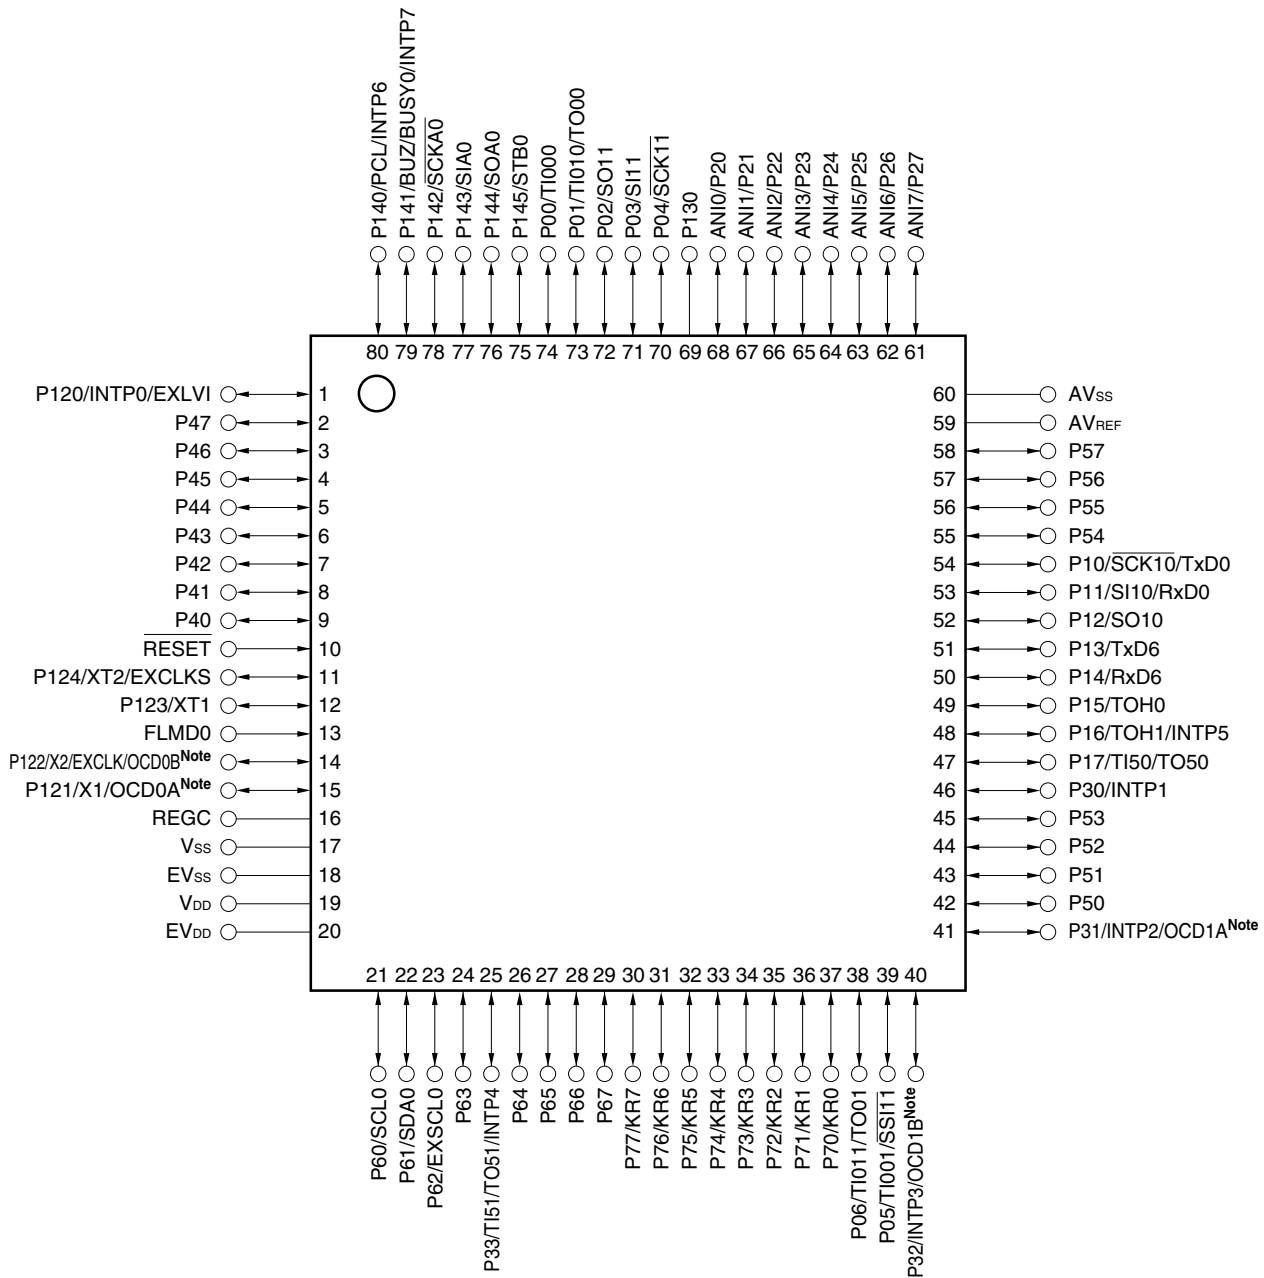 P140/PCL/INTP6
P141/BUZ/BUSY0/INTP7
P142/SCKA0
P143/SIA0
P144/SOA0
P145/STB0
P00/TI000
P01/TI010/TO00
P02/SO11
P03/SI11
P04/SCK11
P130
ANI0/P20
ANI1/P21
ANI2/P22
ANI3/P23
ANI4/P24
ANI5/P25
ANI6/P26
ANI7/P27
80 79 78 77 76 75 74 73 72 71 70 69 68 67 66 65 64 63 62 61
P120/INTP0/EXLVI 1
P47 2
P46 3
P45 4
P44 5
P43 6
P42 7
P41 8
P40 9
RESET 10
P124/XT2/EXCLKS 11
P123/XT1 12
FLMD0 13
P122/X2/EXCLK/OCD0BNote 14
P121/X1/OCD0ANote 15
REGC 16
VSS 17
EVSS 18
VDD 19
EVDD 20
60 AVSS
59 AVREF
58 P57
57 P56
56 P55
55 P54
54 P10/SCK10/TxD0
53 P11/SI10/RxD0
52 P12/SO10
51 P13/TxD6
50 P14/RxD6
49 P15/TOH0
48 P16/TOH1/INTP5
47 P17/TI50/TO50
46 P30/INTP1
45 P53
44 P52
43 P51
42 P50
41 P31/INTP2/OCD1ANote
21 22 23 24 25 26 27 28 29 30 31 32 33 34 35 36 37 38 39 40
P60/SCL0
P61/SDA0
P62/EXSCL0
P63
P33/TI51/TO51/INTP4
P64
P65
P66
P67
P77/KR7
P76/KR6
P75/KR5
P74/KR4
P73/KR3
P72/KR2
P71/KR1
P70/KR0
P06/TI011/TO01
P05/TI001/SSI11
P32/INTP3/OCD1BNote